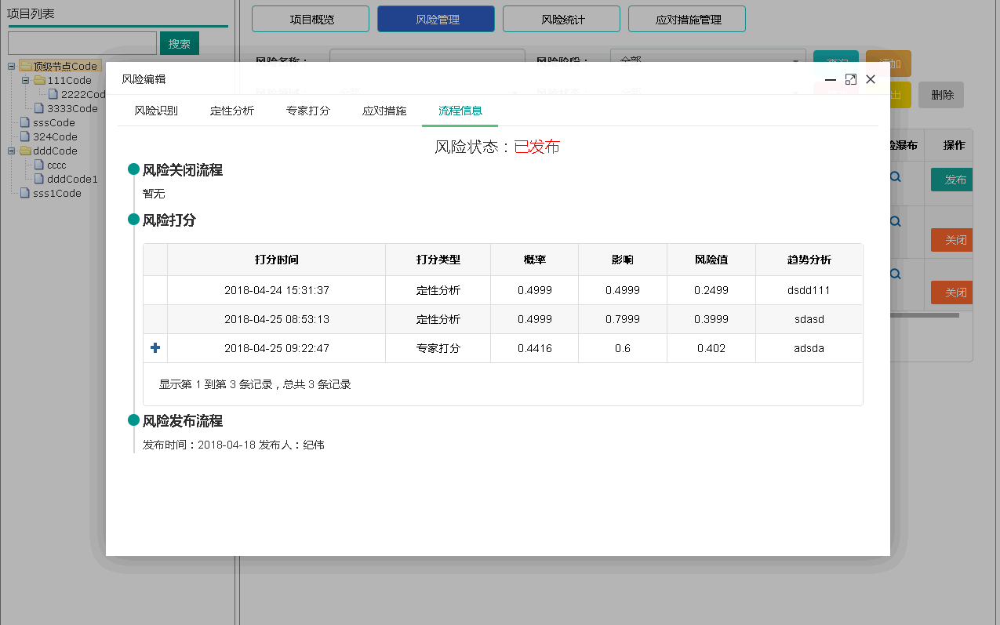 项目列表
搜索
顶级节点Code
111Code
2222Cod
3333Code
sssCode
324Code
dddCode
cccc
dddCode1
sss1Code
项目概览
风险管理
风险统计
应对措施管理
风险名称：
风险阶段：
全部
查询
添加
删除
操作
发布
关闭
关闭
风险编辑
风险识别
定性分析
专家打分
应对措施
流程信息
风险状态：已发布
风险关闭流程
暂无
风险打分
打分时间 打分类型 概率 影响 风险值 趋势分析
2018-04-24 15:31:37 定性分析 0.4999 0.4999 0.2499 dsdd111
2018-04-25 08:53:13 定性分析 0.4999 0.7999 0.3999 sdasd
2018-04-25 09:22:47 专家打分 0.4416 0.6 0.402 adsda
显示第 1 到第 3 条记录，总共 3 条记录
风险发布流程
发布时间：2018-04-18 发布人：纪伟